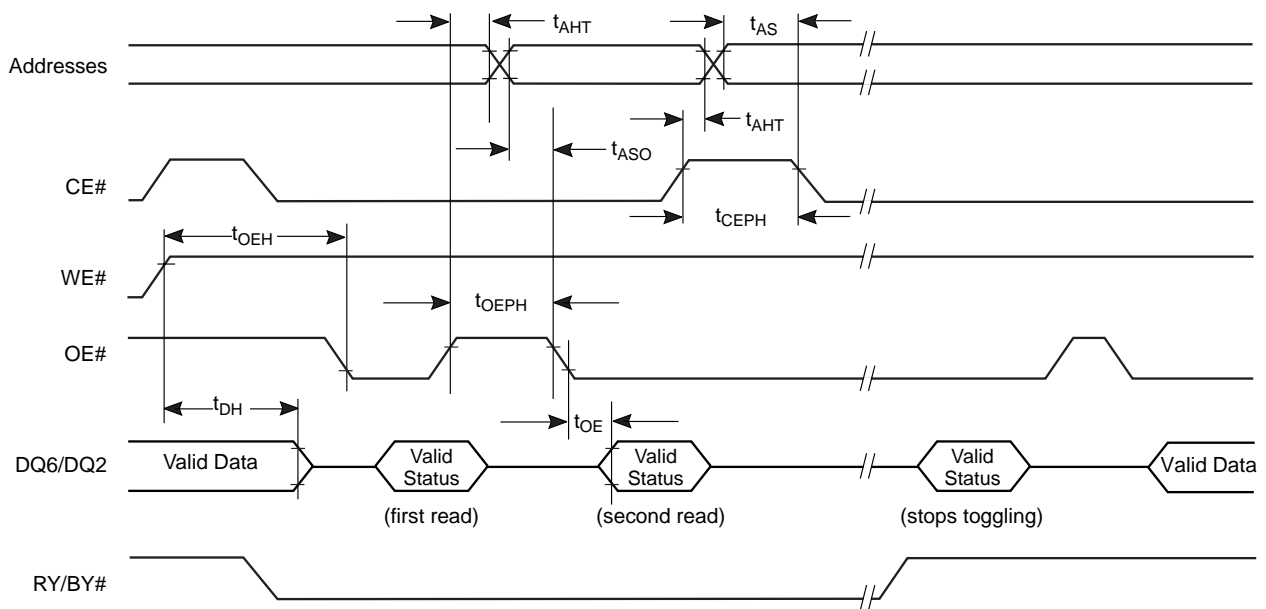 tAHT
tAS
Addresses
tAHT
tASO
CE#
tCEPH
tOEH
WE#
tOEPH
OE#
tDH
tOE
DQ6/DQ2
Valid Data
Valid
Status
Valid
Status
Valid
Status
Valid Data
(first read)
(second read)
(stops toggling)
RY/BY#